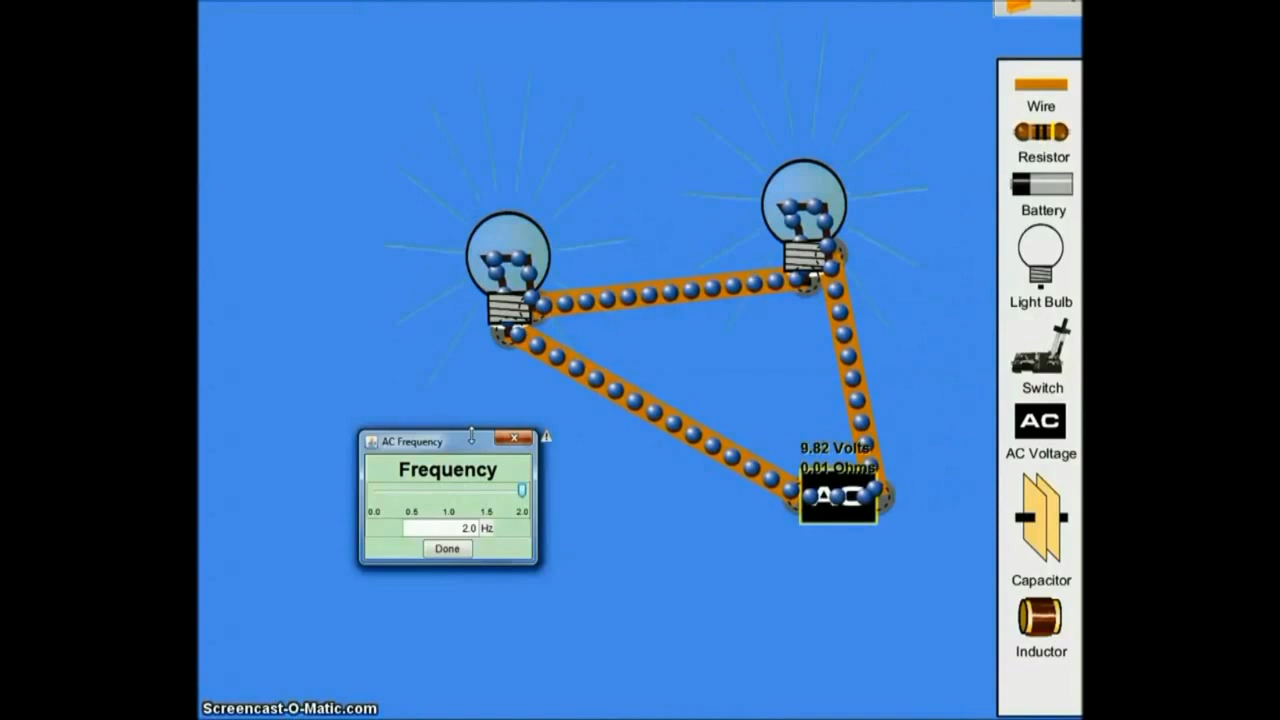 Wire
Resistor
Battery
Light Bulb
Switch
AC
AC Voltage
Capacitor
Inductor
9.82 Volts
0.01 Ohms
AC
AC Frequency
Frequency
0.0 0.5 1.0 1.5 2.0
2.0 Hz
Done
Screencast-O-Matic.com